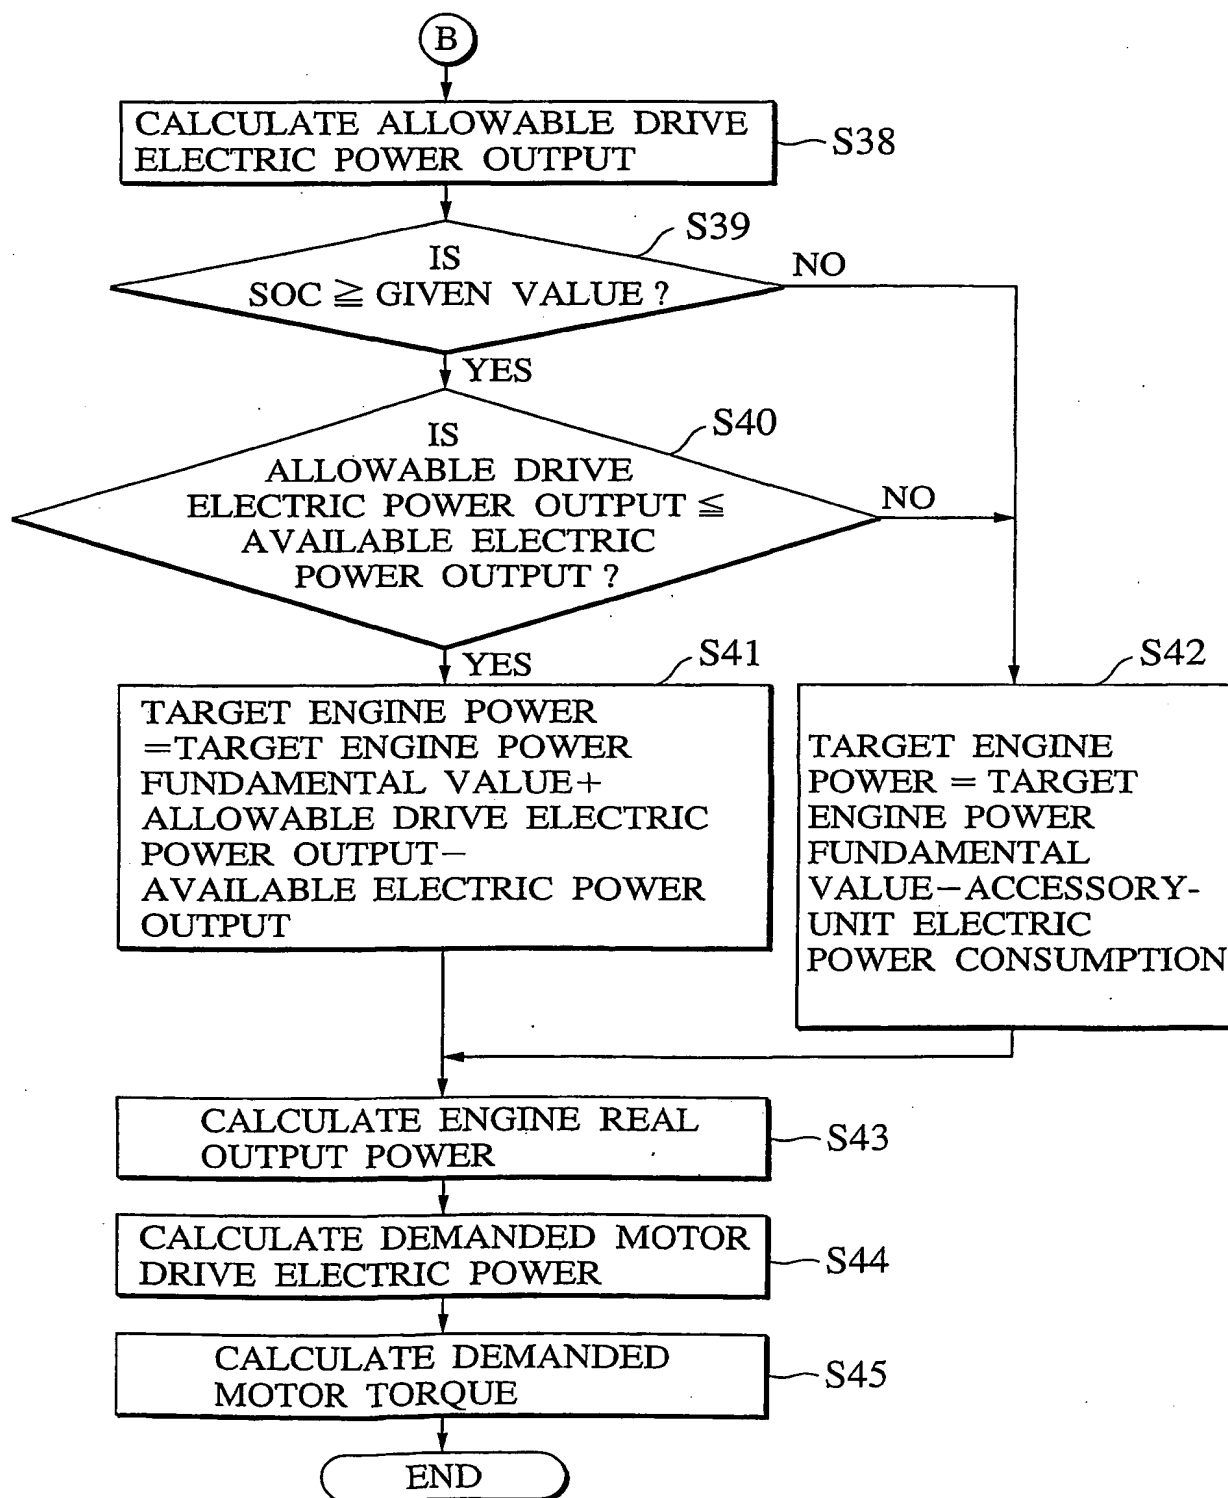 B
CALCULATE ALLOWABLE DRIVE
ELECTRIC POWER OUTPUT
S38
S39
IS
SOC ≧ GIVEN VALUE ?
NO
YES
S40
IS
ALLOWABLE DRIVE
ELECTRIC POWER OUTPUT ≦
AVAILABLE ELECTRIC
POWER OUTPUT ?
NO
YES
S41
TARGET ENGINE POWER
=TARGET ENGINE POWER
FUNDAMENTAL VALUE+
ALLOWABLE DRIVE ELECTRIC
POWER OUTPUT−
AVAILABLE ELECTRIC POWER
OUTPUT
S42
TARGET ENGINE
POWER = TARGET
ENGINE POWER
FUNDAMENTAL
VALUE−ACCESSORY-
UNIT ELECTRIC
POWER CONSUMPTION
CALCULATE ENGINE REAL
OUTPUT POWER
S43
CALCULATE DEMANDED MOTOR
DRIVE ELECTRIC POWER
S44
CALCULATE DEMANDED
MOTOR TORQUE
S45
END